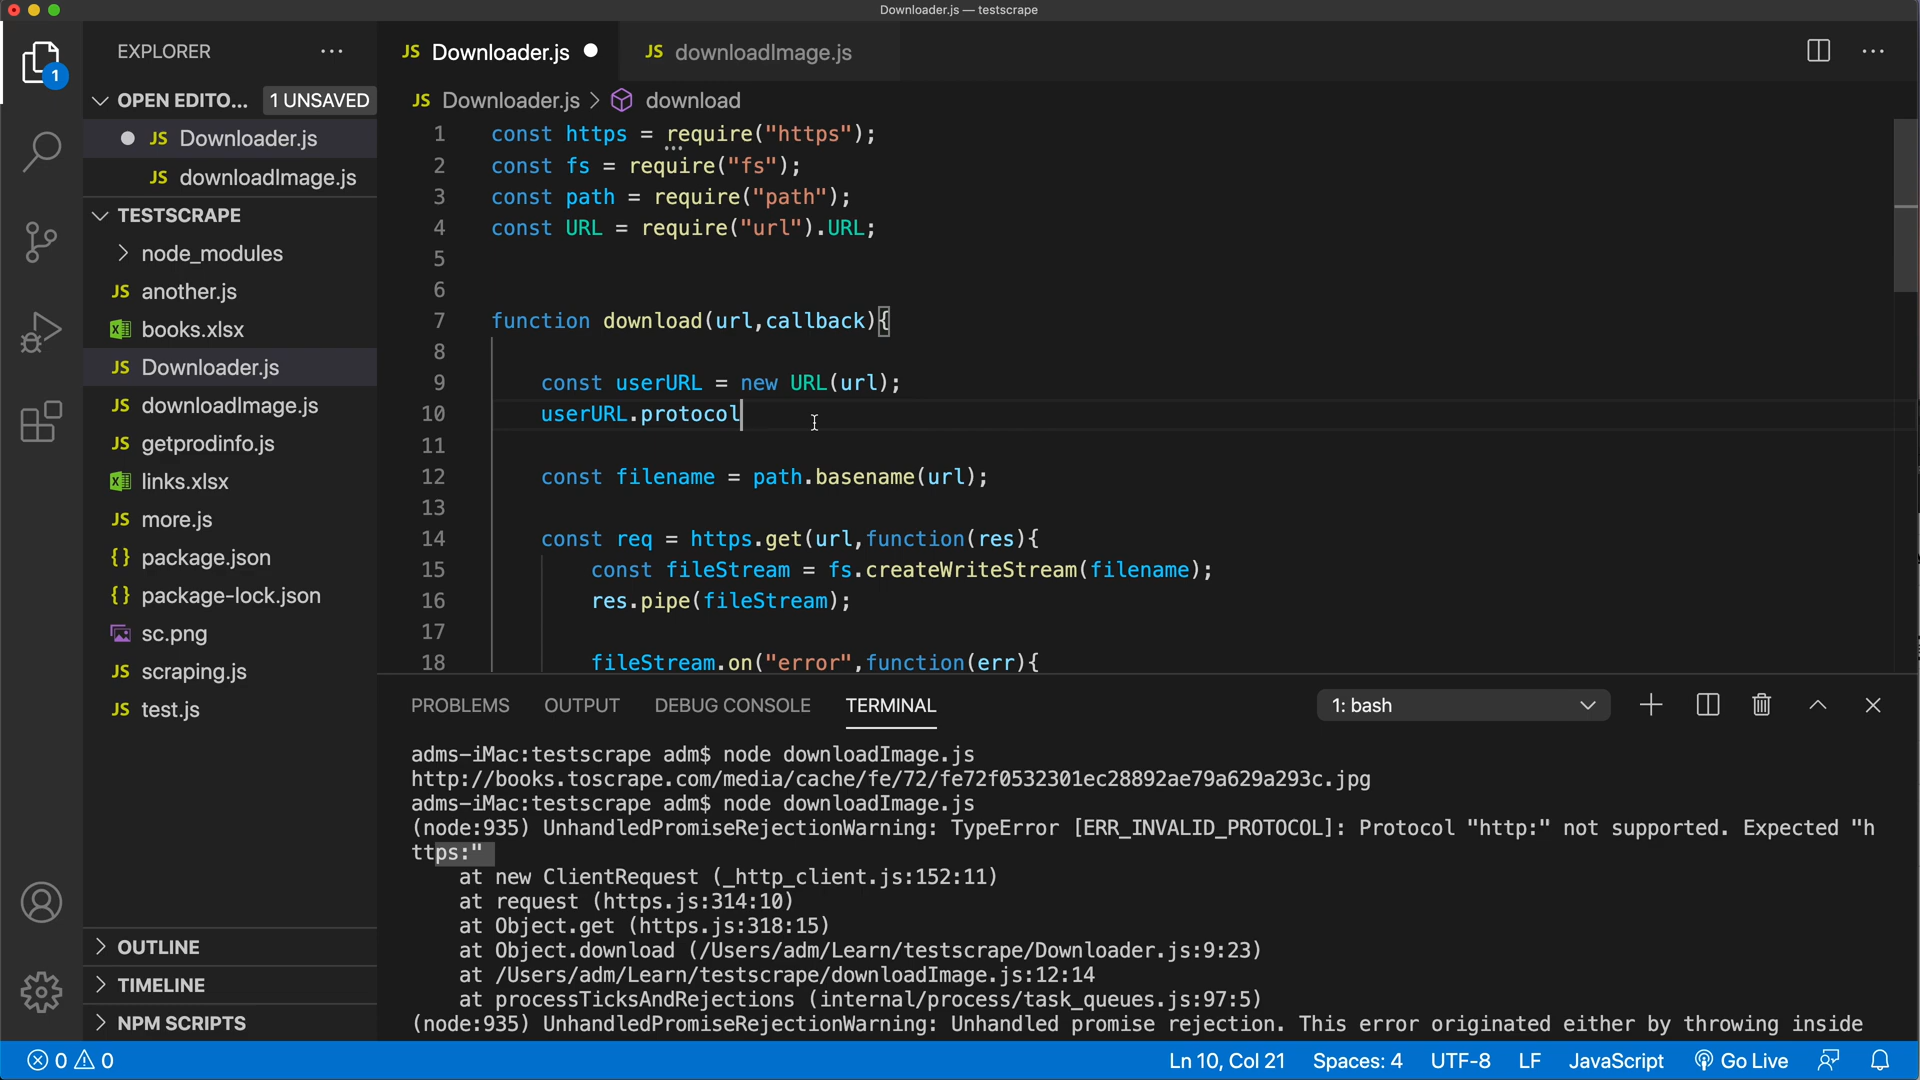 Downloader.js — testscrape
EXPLORER
1
OPEN EDITO... 1 UNSAVED
JS Downloader.js
JS downloadImage.js
TESTSCRAPE
node_modules
JS another.js
books.xlsx
JS Downloader.js
JS downloadImage.js
JS getprodinfo.js
links.xlsx
JS more.js
{} package.json
{} package-lock.json
sc.png
JS scraping.js
JS test.js
OUTLINE
TIMELINE
NPM SCRIPTS
JS Downloader.js
JS downloadImage.js
JS Downloader.js > download
1 const https = require("https");
2 const fs = require("fs");
3 const path = require("path");
4 const URL = require("url").URL;
5
6
7 function download(url,callback){
8
9 const userURL = new URL(url);
10 userURL.protocol
11
12 const filename = path.basename(url);
13
14 const req = https.get(url,function(res){
15 const fileStream = fs.createWriteStream(filename);
16 res.pipe(fileStream);
17
18 fileStream.on("error",function(err){
PROBLEMS OUTPUT DEBUG CONSOLE TERMINAL 1: bash
adms-iMac:testscrape adm$ node downloadImage.js
http://books.toscrape.com/media/cache/fe/72/fe72f0532301ec28892ae79a629a293c.jpg
adms-iMac:testscrape adm$ node downloadImage.js
(node:935) UnhandledPromiseRejectionWarning: TypeError [ERR_INVALID_PROTOCOL]: Protocol "http:" not supported. Expected "h
ttps:"
at new ClientRequest (_http_client.js:152:11)
at request (https.js:314:10)
at Object.get (https.js:318:15)
at Object.download (/Users/adm/Learn/testscrape/Downloader.js:9:23)
at /Users/adm/Learn/testscrape/downloadImage.js:12:14
at processTicksAndRejections (internal/process/task_queues.js:97:5)
(node:935) UnhandledPromiseRejectionWarning: Unhandled promise rejection. This error originated either by throwing inside
0 0 Ln 10, Col 21 Spaces: 4 UTF-8 LF JavaScript Go Live